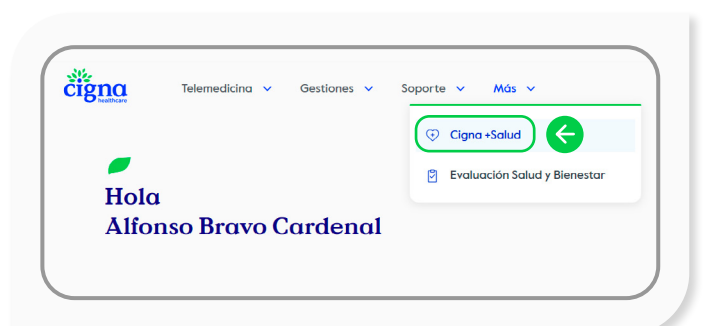 cigna
healthcare
Telemedicina Gestiones Soporte Más
Cigna +Salud
Evaluación Salud y Bienestar
Hola
Alfonso Bravo Cardenal